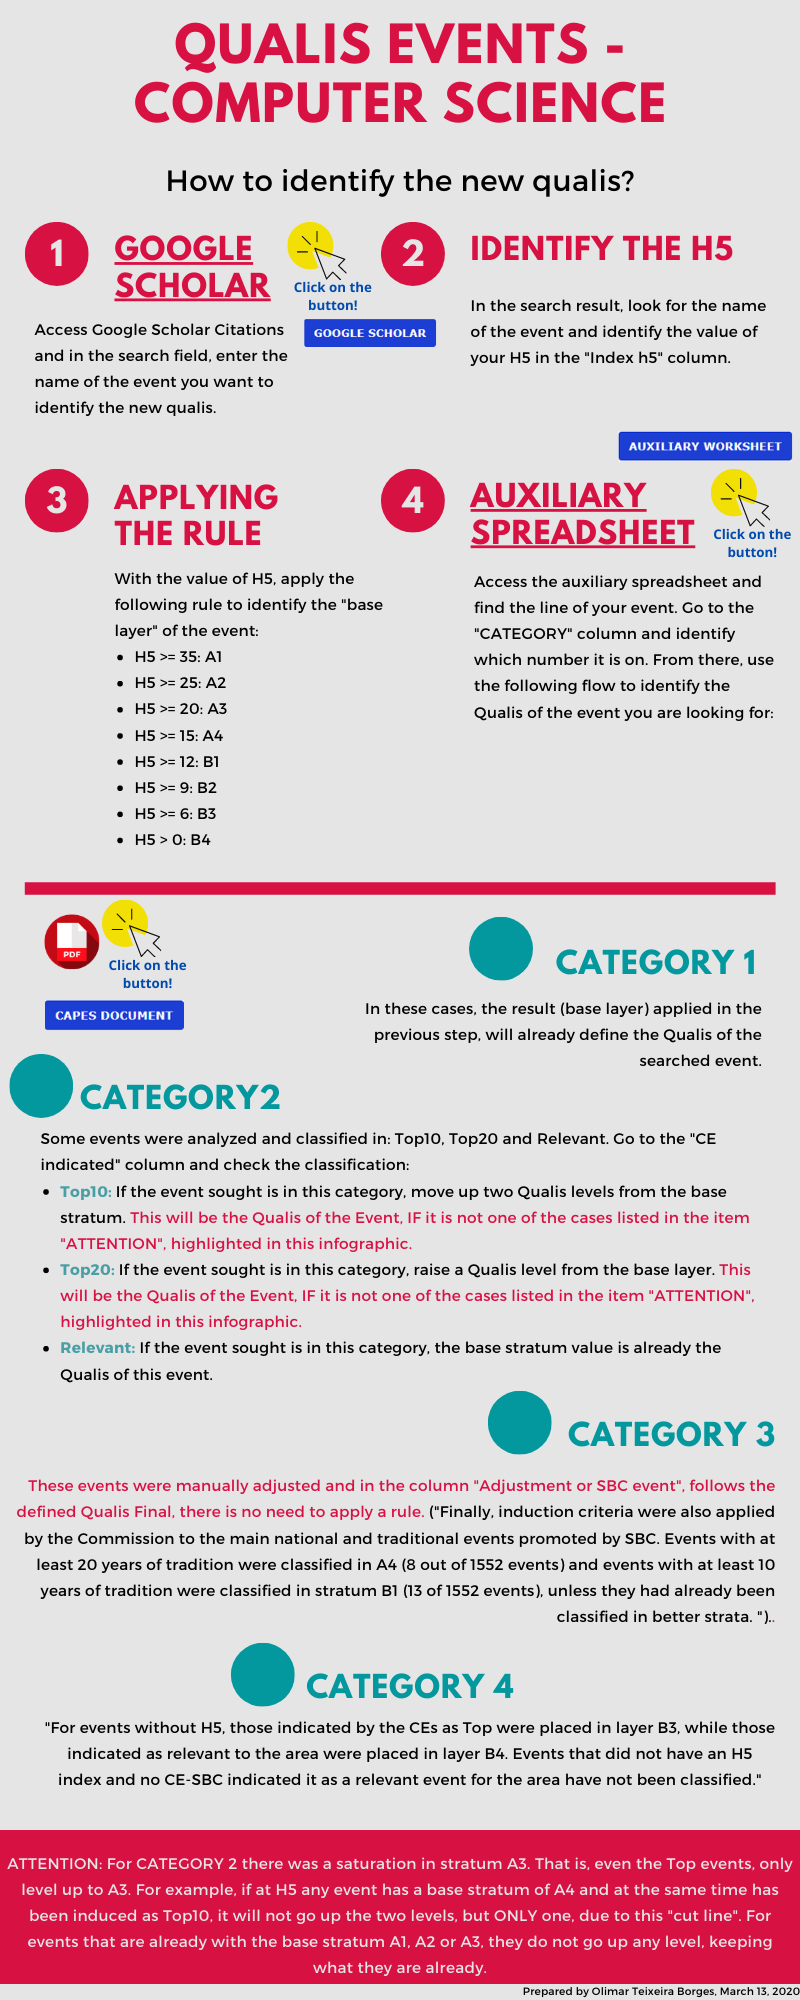 QUALIS EVENTS -
COMPUTER SCIENCE
How to identify the new qualis?
1
GOOGLE
SCHOLAR
Click on the
button!
GOOGLE SCHOLAR
Access Google Scholar Citations
and in the search field, enter the
name of the event you want to
identify the new qualis.
2
IDENTIFY THE H5
In the search result, look for the name
of the event and identify the value of
your H5 in the "Index h5" column.
3
APPLYING
THE RULE
With the value of H5, apply the
following rule to identify the "base
layer" of the event:
• H5 >= 35: A1
• H5 >= 25: A2
• H5 >= 20: A3
• H5 >= 15: A4
• H5 >= 12: B1
• H5 >= 9: B2
• H5 >= 6: B3
• H5 > 0: B4
AUXILIARY WORKSHEET
4
AUXILIARY
SPREADSHEET
Click on the
button!
Access the auxiliary spreadsheet and
find the line of your event. Go to the
"CATEGORY" column and identify
which number it is on. From there, use
the following flow to identify the
Qualis of the event you are looking for:
PDF
Click on the
button!
CAPES DOCUMENT
CATEGORY 1
In these cases, the result (base layer) applied in the
previous step, will already define the Qualis of the
searched event.
CATEGORY2
Some events were analyzed and classified in: Top10, Top20 and Relevant. Go to the "CE
indicated" column and check the classification:
• Top10: If the event sought is in this category, move up two Qualis levels from the base
stratum. This will be the Qualis of the Event, IF it is not one of the cases listed in the item
"ATTENTION", highlighted in this infographic.
• Top20: If the event sought is in this category, raise a Qualis level from the base layer. This
will be the Qualis of the Event, IF it is not one of the cases listed in the item "ATTENTION",
highlighted in this infographic.
• Relevant: If the event sought is in this category, the base stratum value is already the
Qualis of this event.
CATEGORY 3
These events were manually adjusted and in the column "Adjustment or SBC event", follows the
defined Qualis Final, there is no need to apply a rule. ("Finally, induction criteria were also applied
by the Commission to the main national and traditional events promoted by SBC. Events with at
least 20 years of tradition were classified in A4 (8 out of 1552 events) and events with at least 10
years of tradition were classified in stratum B1 (13 of 1552 events), unless they had already been
classified in better strata. ")..
CATEGORY 4
"For events without H5, those indicated by the CEs as Top were placed in layer B3, while those
indicated as relevant to the area were placed in layer B4. Events that did not have an H5
index and no CE-SBC indicated it as a relevant event for the area have not been classified."
ATTENTION: For CATEGORY 2 there was a saturation in stratum A3. That is, even the Top events, only
level up to A3. For example, if at H5 any event has a base stratum of A4 and at the same time has
been induced as Top10, it will not go up the two levels, but ONLY one, due to this "cut line". For
events that are already with the base stratum A1, A2 or A3, they do not go up any level, keeping
what they are already.
Prepared by Olimar Teixeira Borges, March 13, 2020